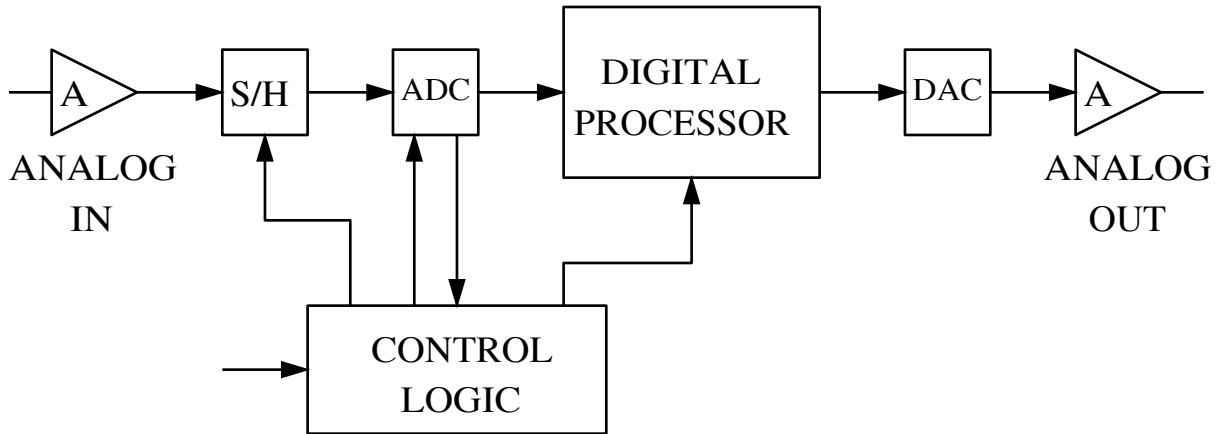 A
S/H
ADC
DIGITAL
PROCESSOR
DAC
A
ANALOG
IN
ANALOG
OUT
CONTROL
LOGIC